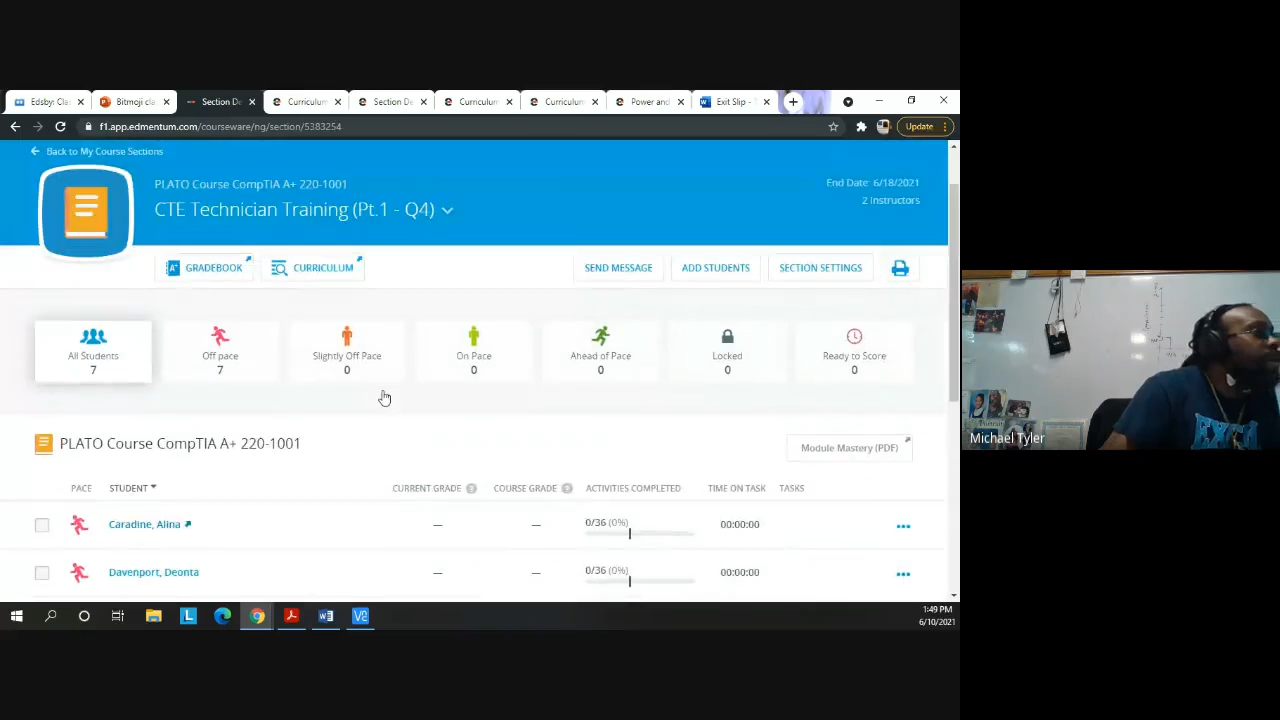 Edsby: Cla
Bitmoji cla
Section De
Curriculum
Section De
Curriculum
Curriculum
Power and
Exit Slip -
f1.app.edmentum.com/courseware/ng/section/5383254
Update
Back to My Course Sections
PLATO Course CompTIA A+ 220-1001
End Date: 6/18/2021
CTE Technician Training (Pt.1 - Q4)
2 Instructors
GRADEBOOK
CURRICULUM
SEND MESSAGE
ADD STUDENTS
SECTION SETTINGS
All Students
7
Off pace
7
Slightly Off Pace
0
On Pace
0
Ahead of Pace
0
Locked
0
Ready to Score
0
PLATO Course CompTIA A+ 220-1001
Module Mastery (PDF)
PACE STUDENT CURRENT GRADE ? COURSE GRADE ? ACTIVITIES COMPLETED TIME ON TASK TASKS
Caradine, Alina — — 0/36 (0%) 00:00:00
Davenport, Deonta — — 0/36 (0%) 00:00:00
1:49 PM
6/10/2021
Michael Tyler